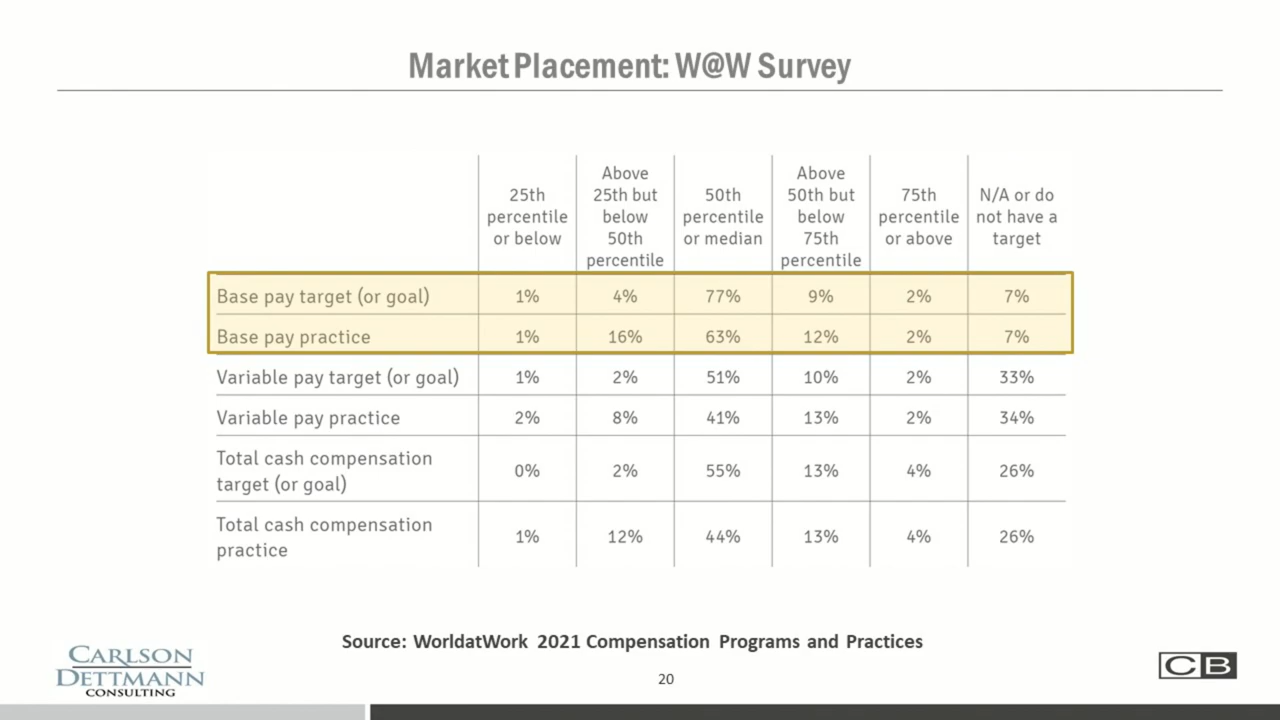 Market Placement: W@W Survey
25th percentile or below
Above 25th but below 50th percentile
50th percentile or median
Above 50th but below 75th percentile
75th percentile or above
N/A or do not have a target
Base pay target (or goal) 1% 4% 77% 9% 2% 7%
Base pay practice 1% 16% 63% 12% 2% 7%
Variable pay target (or goal) 1% 2% 51% 10% 2% 33%
Variable pay practice 2% 8% 41% 13% 2% 34%
Total cash compensation
target (or goal) 0% 2% 55% 13% 4% 26%
Total cash compensation
practice 1% 12% 44% 13% 4% 26%
Source: WorldatWork 2021 Compensation Programs and Practices
CARLSON
DETTMANN
CONSULTING
20
CB